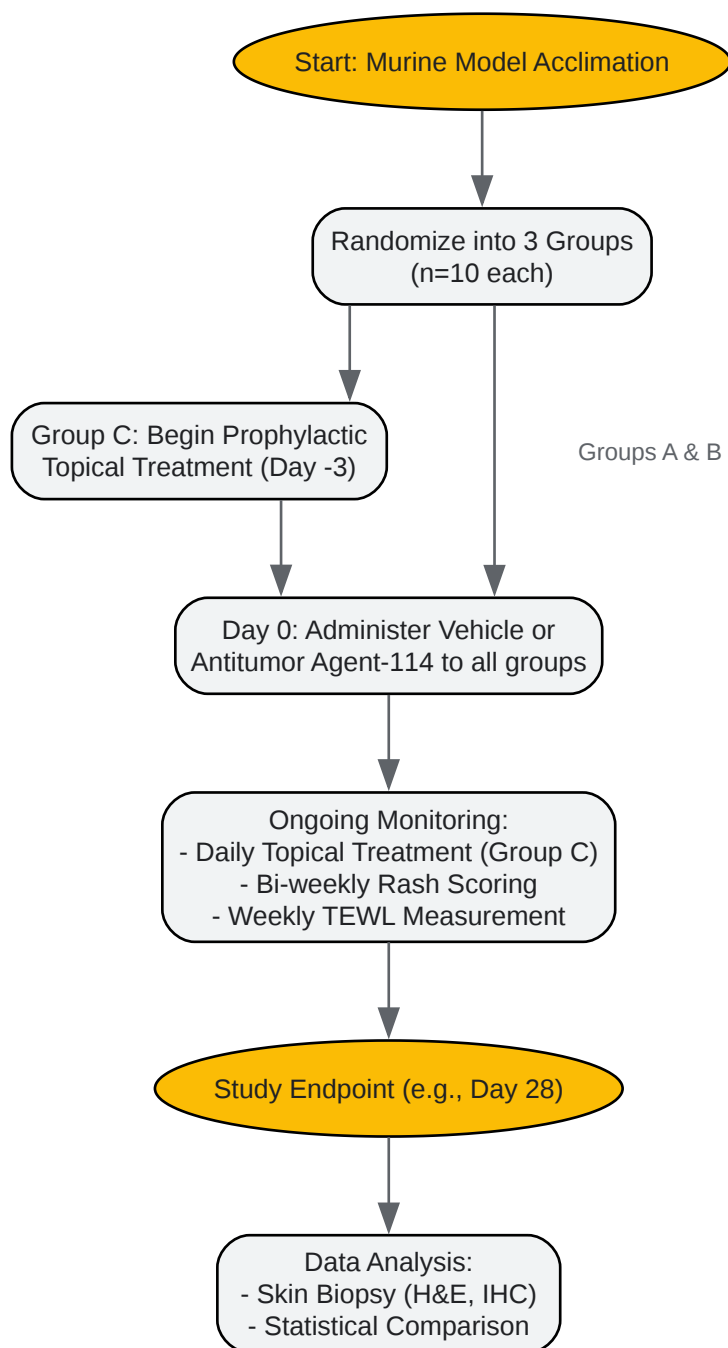 Start: Murine Model Acclimation
Randomize into 3 Groups
(n=10 each)
Group C: Begin Prophylactic
Topical Treatment (Day -3)
Groups A & B
Day 0: Administer Vehicle or
Antitumor Agent-114 to all groups
Ongoing Monitoring:
- Daily Topical Treatment (Group C)
- Bi-weekly Rash Scoring
- Weekly TEWL Measurement
Study Endpoint (e.g., Day 28)
Data Analysis:
- Skin Biopsy (H&E, IHC)
- Statistical Comparison